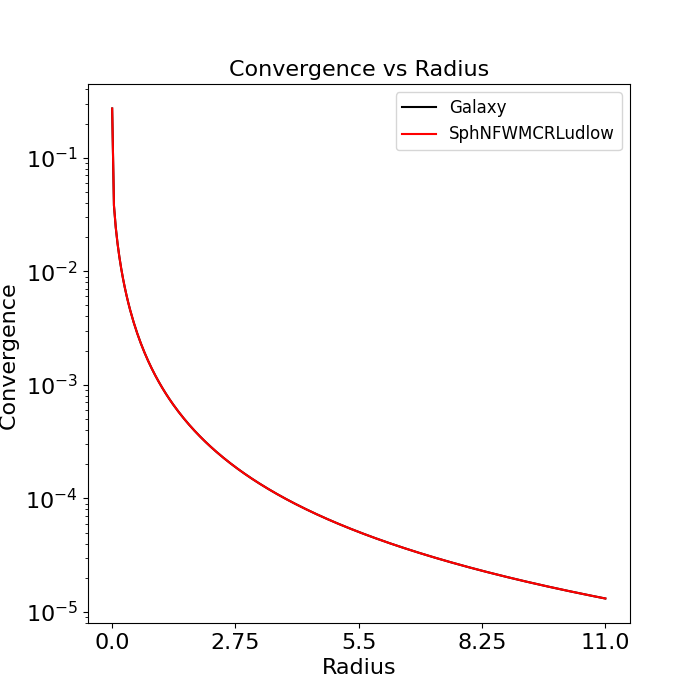 Convergence vs Radius
Galaxy
SphNFWMCRLudlow
Convergence
10⁻¹
10⁻²
10⁻³
10⁻⁴
10⁻⁵
0.0 2.75 5.5 8.25 11.0
Radius